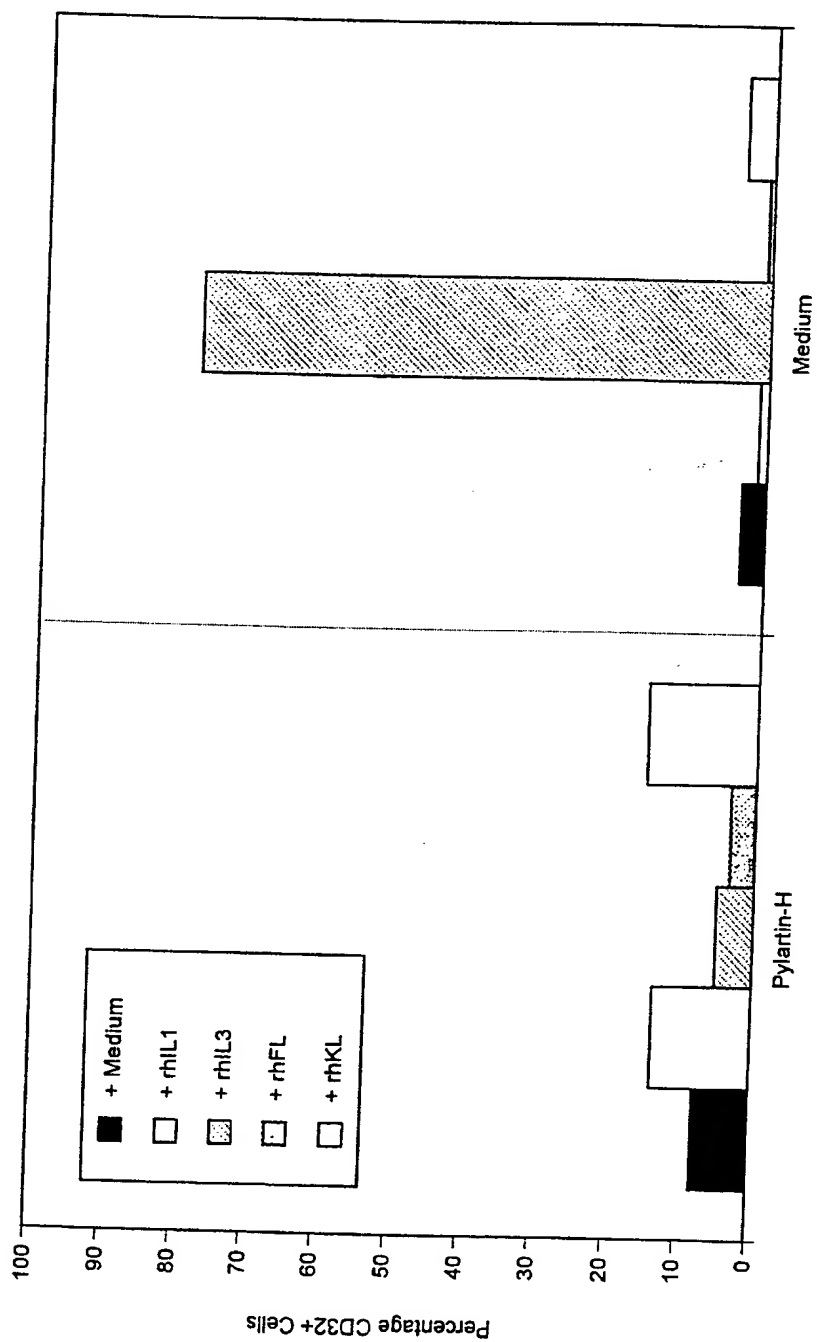 Percentage CD32+ Cells
100
90
80
70
60
50
40
30
20
10
0
+ Medium
+ rhIL1
+ rhIL3
+ rhFL
+ rhKL
Pylartin-H
Medium